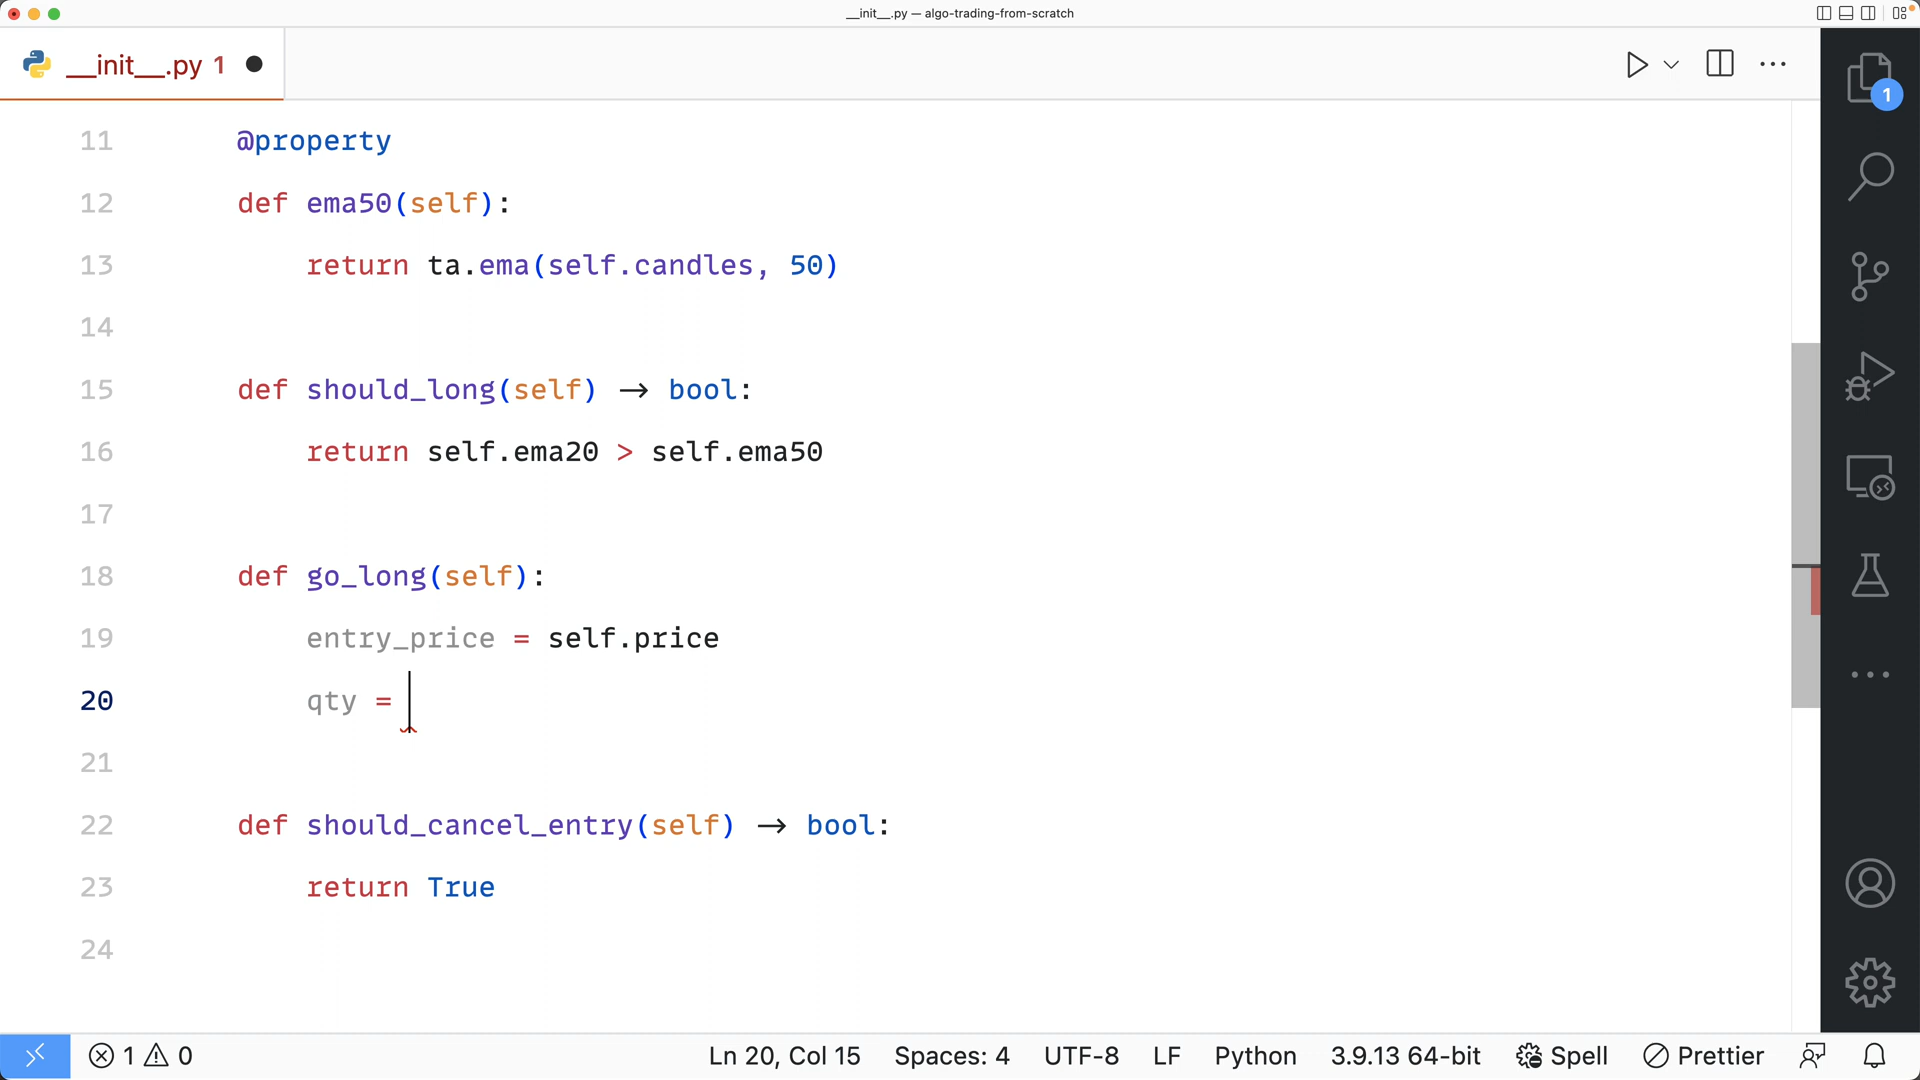 __init__.py — algo-trading-from-scratch
__init__.py 1
1
11 @property
12 def ema50(self):
13 return ta.ema(self.candles, 50)
14
15 def should_long(self) → bool:
16 return self.ema20 > self.ema50
17
18 def go_long(self):
19 entry_price = self.price
20 qty =
21
22 def should_cancel_entry(self) → bool:
23 return True
24
1 0 Ln 20, Col 15 Spaces: 4 UTF-8 LF Python 3.9.13 64-bit Spell Prettier